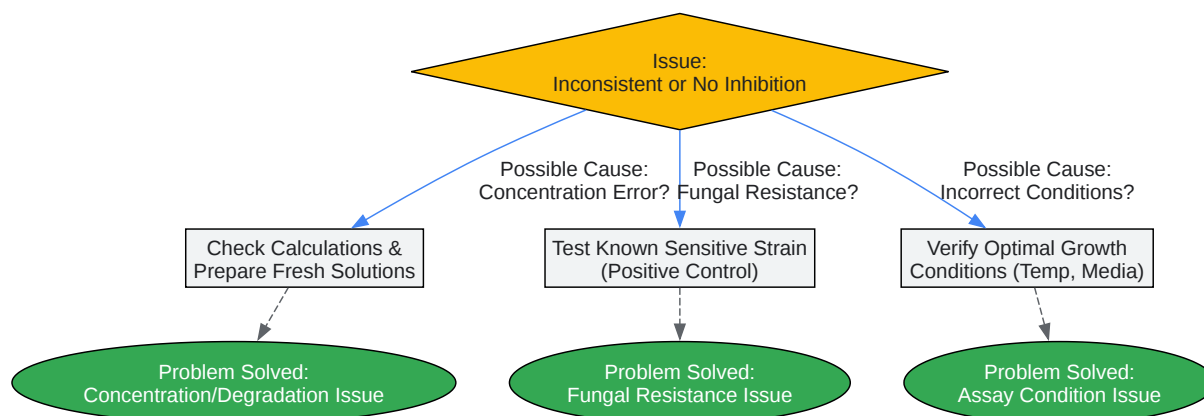 Issue:
Inconsistent or No Inhibition
Possible Cause:
Concentration Error?
Possible Cause:
Fungal Resistance?
Possible Cause:
Incorrect Conditions?
Check Calculations &
Prepare Fresh Solutions
Test Known Sensitive Strain
(Positive Control)
Verify Optimal Growth
Conditions (Temp, Media)
Problem Solved:
Concentration/Degradation Issue
Problem Solved:
Fungal Resistance Issue
Problem Solved:
Assay Condition Issue